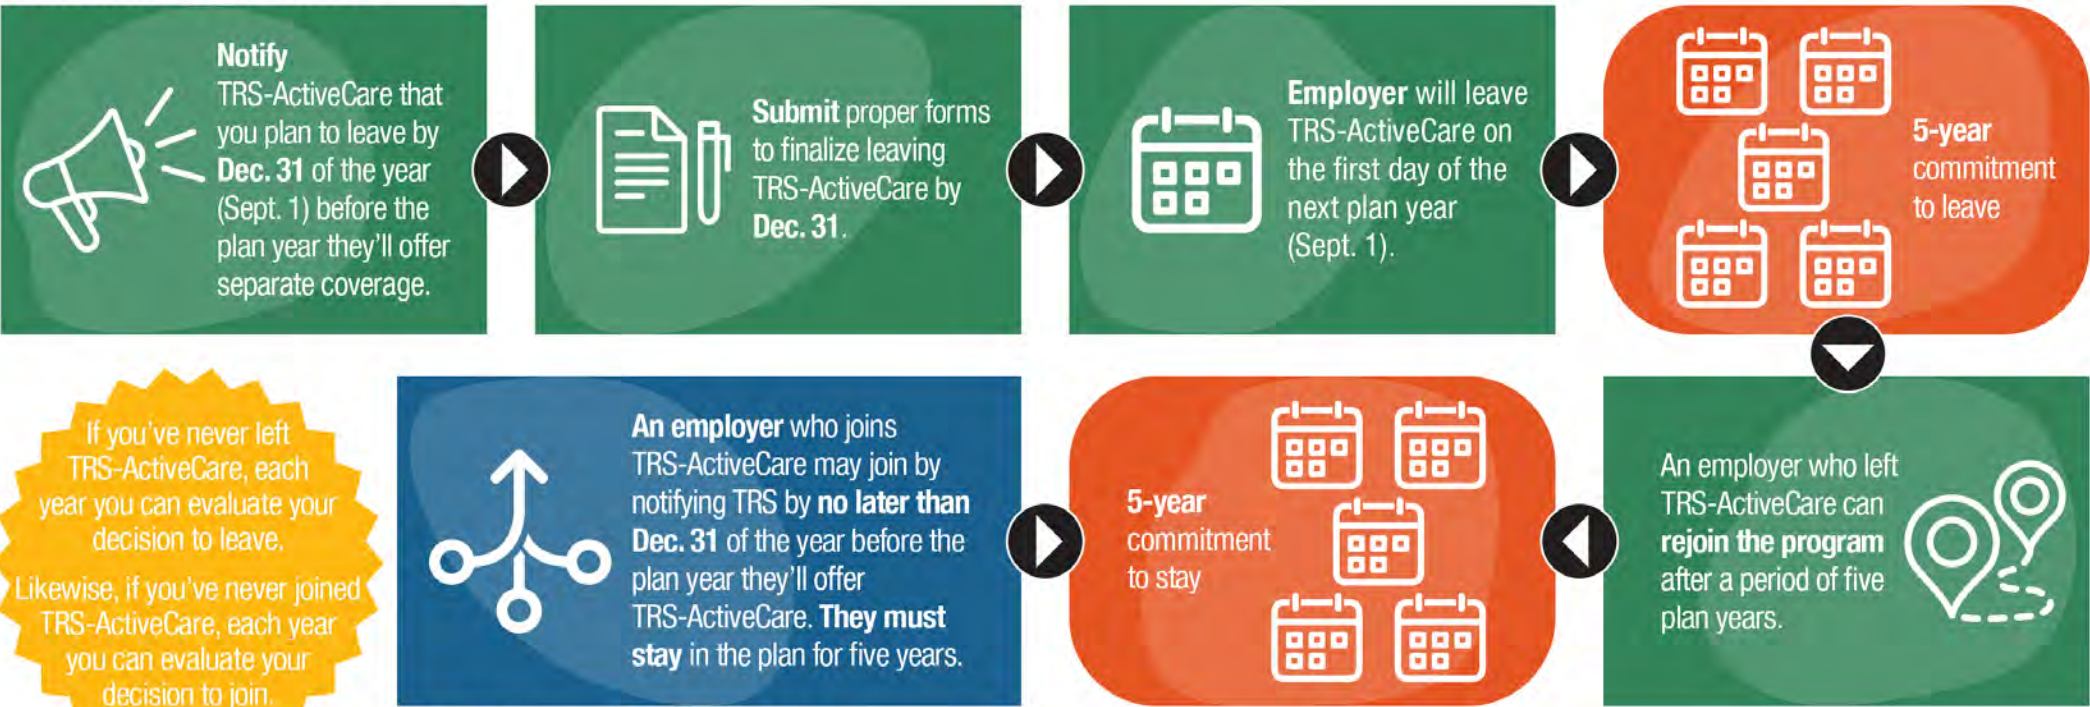 Notify
TRS-ActiveCare that
you plan to leave by
Dec. 31 of the year
(Sept. 1) before the
plan year they'll offer
separate coverage.
Submit proper forms
to finalize leaving
TRS-ActiveCare by
Dec. 31.
Employer will leave
TRS-ActiveCare on
the first day of the
next plan year
(Sept. 1).
5-year
commitment
to leave
An employer who left
TRS-ActiveCare can
rejoin the program
after a period of five
plan years.
5-year
commitment
to stay
An employer who joins
TRS-ActiveCare may join by
notifying TRS by no later than
Dec. 31 of the year before the
plan year they'll offer
TRS-ActiveCare. They must
stay in the plan for five years.
If you've never left
TRS-ActiveCare, each
year you can evaluate your
decision to leave.
Likewise, if you've never joined
TRS-ActiveCare, each year
you can evaluate your
decision to join.